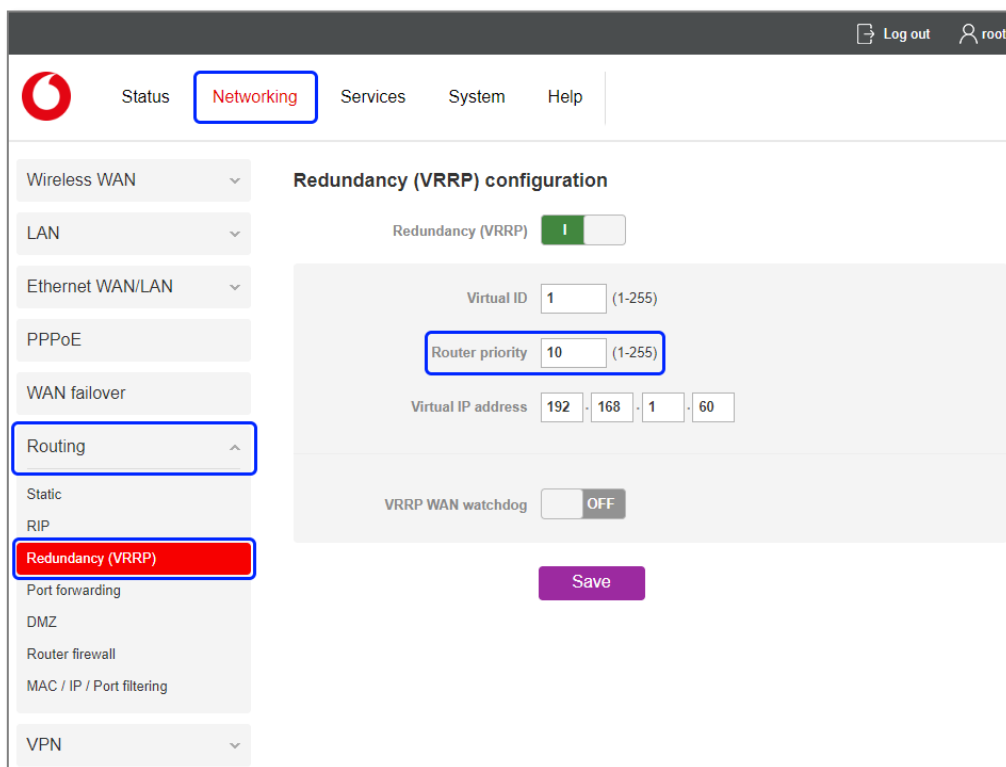 Log out root
Status Networking Services System Help
Wireless WAN
LAN
Ethernet WAN/LAN
PPPoE
WAN failover
Routing
Static
RIP
Redundancy (VRRP)
Port forwarding
DMZ
Router firewall
MAC / IP / Port filtering
VPN
Redundancy (VRRP) configuration
Redundancy (VRRP) I
Virtual ID 1 (1-255)
Router priority 10 (1-255)
Virtual IP address 192 . 168 . 1 . 60
VRRP WAN watchdog OFF
Save